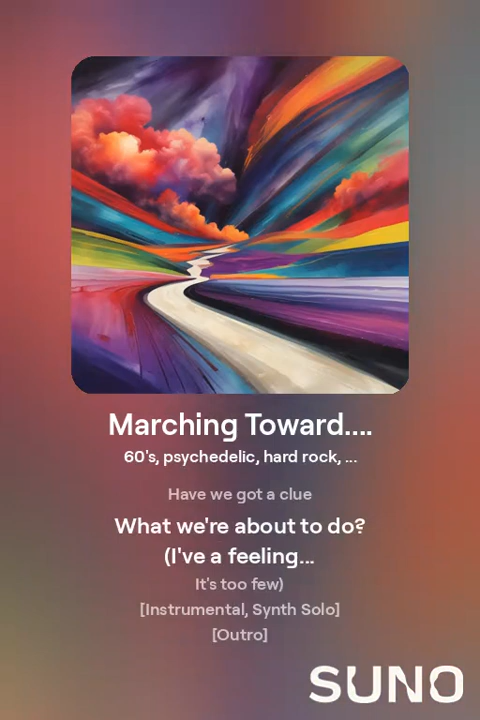 Marching Toward....
60's, psychedelic, hard rock, ...
Have we got a clue
What we're about to do?
(I've a feeling...
It's too few)
[Instrumental, Synth Solo]
[Outro]
SUNO